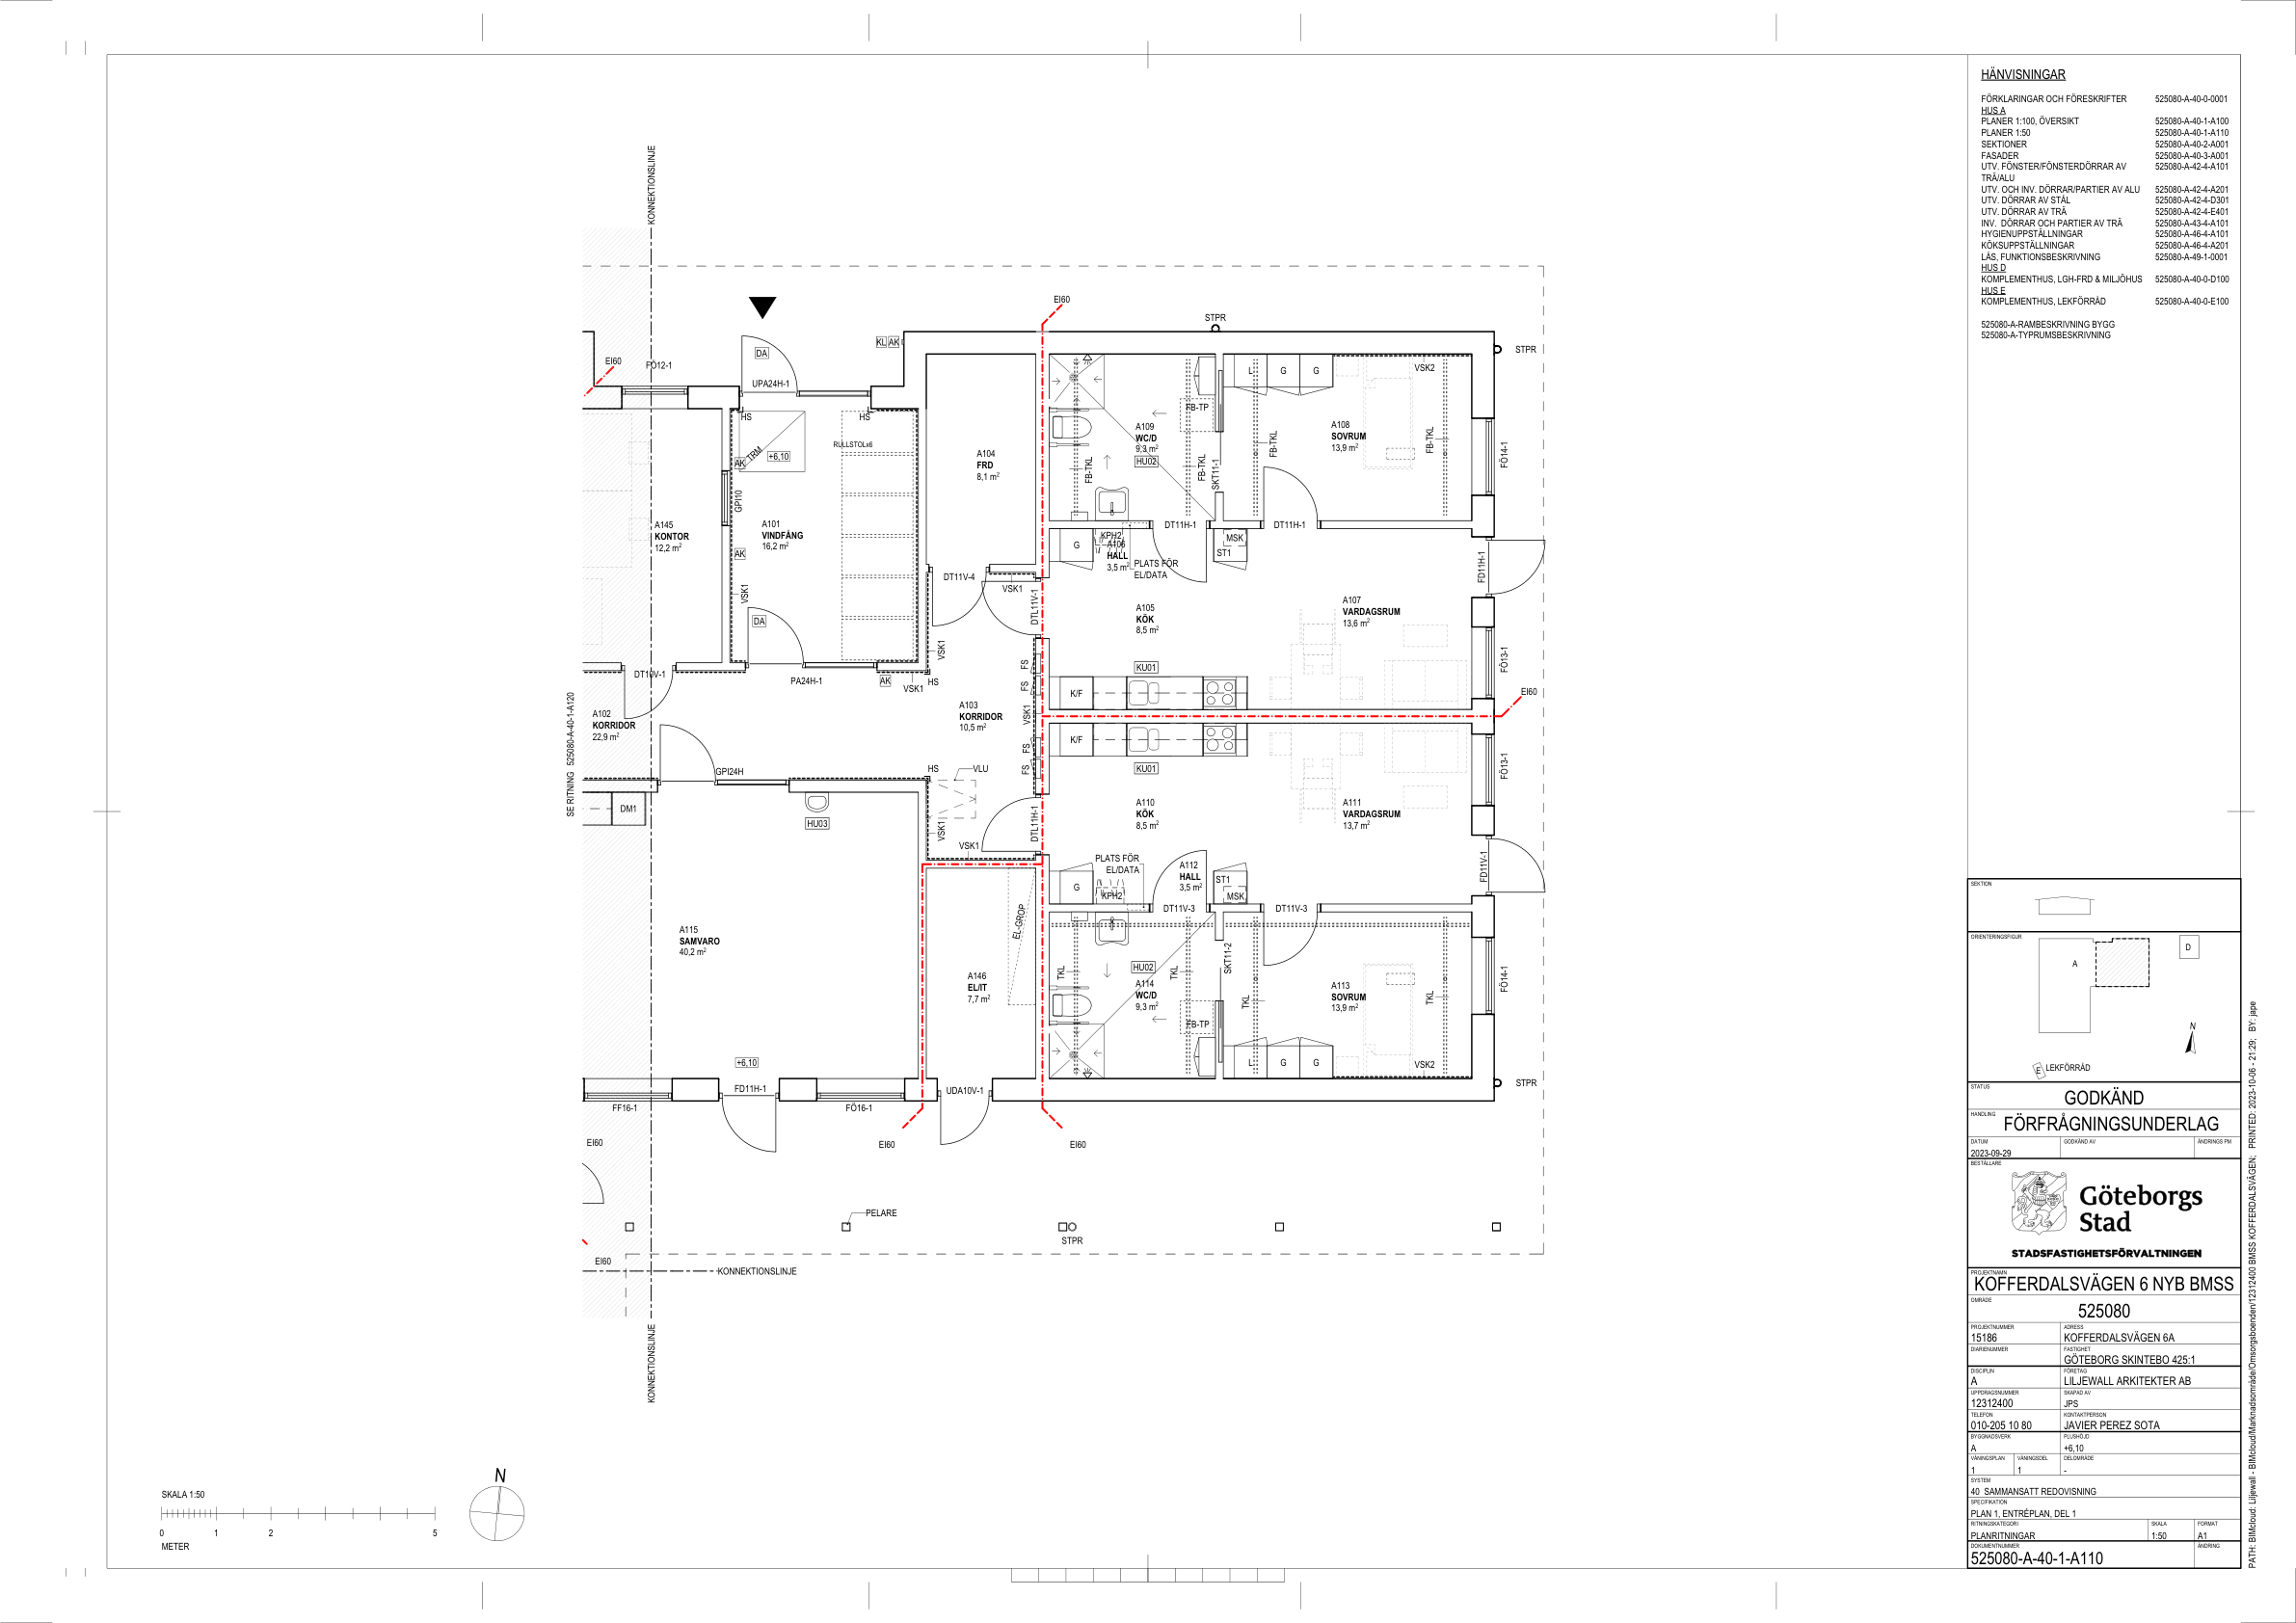 HÄNVISNINGAR
FÖRKLARINGAR OCH FÖRESKRIFTER 525080-A-40-0-0001
HUS A
PLANER 1:100, ÖVERSIKT 525080-A-40-1-A100
PLANER 1:50 525080-A-40-1-A110
SEKTIONER 525080-A-40-2-A001
FASADER 525080-A-40-3-A001
UTV. FÖNSTER/FÖNSTERDÖRRAR AV 525080-A-42-4-A101
TRÄ/ALU
UTV. OCH INV. DÖRRAR/PARTIER AV ALU 525080-A-42-4-A201
UTV. DÖRRAR AV STÅL 525080-A-42-4-D301
UTV. DÖRRAR AV TRÄ 525080-A-42-4-E401
INV. DÖRRAR OCH PARTIER AV TRÄ 525080-A-43-4-A101
HYGIENUPPSTÄLLNINGAR 525080-A-46-4-A101
KÖKSUPPSTÄLLNINGAR 525080-A-46-4-A201
LÅS, FUNKTIONSBESKRIVNING 525080-A-49-1-0001
HUS D
KOMPLEMENTHUS, LGH-FRD & MILJÖHUS 525080-A-40-0-D100
HUS E
KOMPLEMENTHUS, LEKFÖRRÅD 525080-A-40-0-E100
525080-A-RAMBESKRIVNING BYGG
525080-A-TYPRUMSBESKRIVNING
KONNEKTIONSLINJE
EI60
STPR
STPR
KL AK
DA
EI60
FÖ12-1
UPA24H-1
HS
HS
VSK2
L
G
G
FB-TP
RULLSTOLx6
TRM
+6,10
AK
GPI10
A109
WC/D
9,3 m²
HU02
A108
SOVRUM
13,9 m²
FB-TKL
FB-TKL
FB-TKL
FB-TKL
SKT11-1
FÖ14-1
A104
FRD
8,1 m²
A145
KONTOR
12,2 m²
A101
VINDFÅNG
16,2 m²
AK
VSK1
DT11H-1
DT11H-1
G
KPH2
A106
HALL
3,5 m²
PLATS FÖR
EL/DATA
MSK
ST1
FD11H-1
DT11V-4
VSK1
DTL11V-1
DA
A105
KÖK
8,5 m²
A107
VARDAGSRUM
13,6 m²
VSK1
FS
FS
KU01
FÖ13-1
DT10V-1
PA24H-1
AK
VSK1
HS
K/F
EI60
SE RITNING 525080-A-40-1-A120
A102
KORRIDOR
22,9 m²
A103
KORRIDOR
10,5 m²
VSK1
FS
FS
K/F
GPI24H
HS
VLU
KU01
FÖ13-1
DM1
HU03
VSK1
VSK1
DTL11H-1
A110
KÖK
8,5 m²
A111
VARDAGSRUM
13,7 m²
PLATS FÖR
EL/DATA
A112
HALL
3,5 m²
G
KPH2
ST1
MSK
FD11V-1
DT11V-3
DT11V-3
EL-GROP
A115
SAMVARO
40,2 m²
A146
EL/IT
7,7 m²
HU02
A114
WC/D
9,3 m²
TKL
TKL
TKL
TKL
SKT11-2
A113
SOVRUM
13,9 m²
FÖ14-1
FB-TP
L
G
G
VSK2
+6,10
FD11H-1
UDA10V-1
STPR
FF16-1
FÖ16-1
EI60
EI60
EI60
PELARE
STPR
EI60
KONNEKTIONSLINJE
KONNEKTIONSLINJE
SKALA 1:50
0 1 2 5
METER
N
SEKTION
ORIENTERINGSFIGUR
A
D
N
E
LEKFÖRRÅD
STATUS
GODKÄND
HANDLING
FÖRFRÅGNINGSUNDERLAG
DATUM GODKÄND AV ÄNDRINGS PM
2023-09-29
BESTÄLLARE
Göteborgs
Stad
STADSFASTIGHETSFÖRVALTNINGEN
PROJEKTNAMN
KOFFERDALSVÄGEN 6 NYB BMSS
OMRÅDE
525080
PROJEKTNUMMER ADRESS
15186 KOFFERDALSVÄGEN 6A
DIARIENUMMER FASTIGHET
GÖTEBORG SKINTEBO 425:1
DISCIPLIN FÖRETAG
A LILJEWALL ARKITEKTER AB
UPPDRAGSNUMMER SKAPAD AV
12312400 JPS
TELEFON KONTAKTPERSON
010-205 10 80 JAVIER PEREZ SOTA
BYGGNADSVERK PLUSHÖJD
A +6,10
VÅNINGSPLAN VÅNINGSDEL DELOMRÅDE
1 1 -
SYSTEM
40 SAMMANSATT REDOVISNING
SPECIFIKATION
PLAN 1, ENTRÉPLAN, DEL 1
RITNINGSKATEGORI SKALA FORMAT
PLANRITNINGAR 1:50 A1
DOKUMENTNUMMER ÄNDRING
525080-A-40-1-A110
PATH: BIMcloud: Liljewall - BIMcloud/Marknadsområde/Omsorgsboenden/12312400 BMSS KOFFERDALSVÄGEN; PRINTED: 2023-10-06 - 21:29; BY: jape